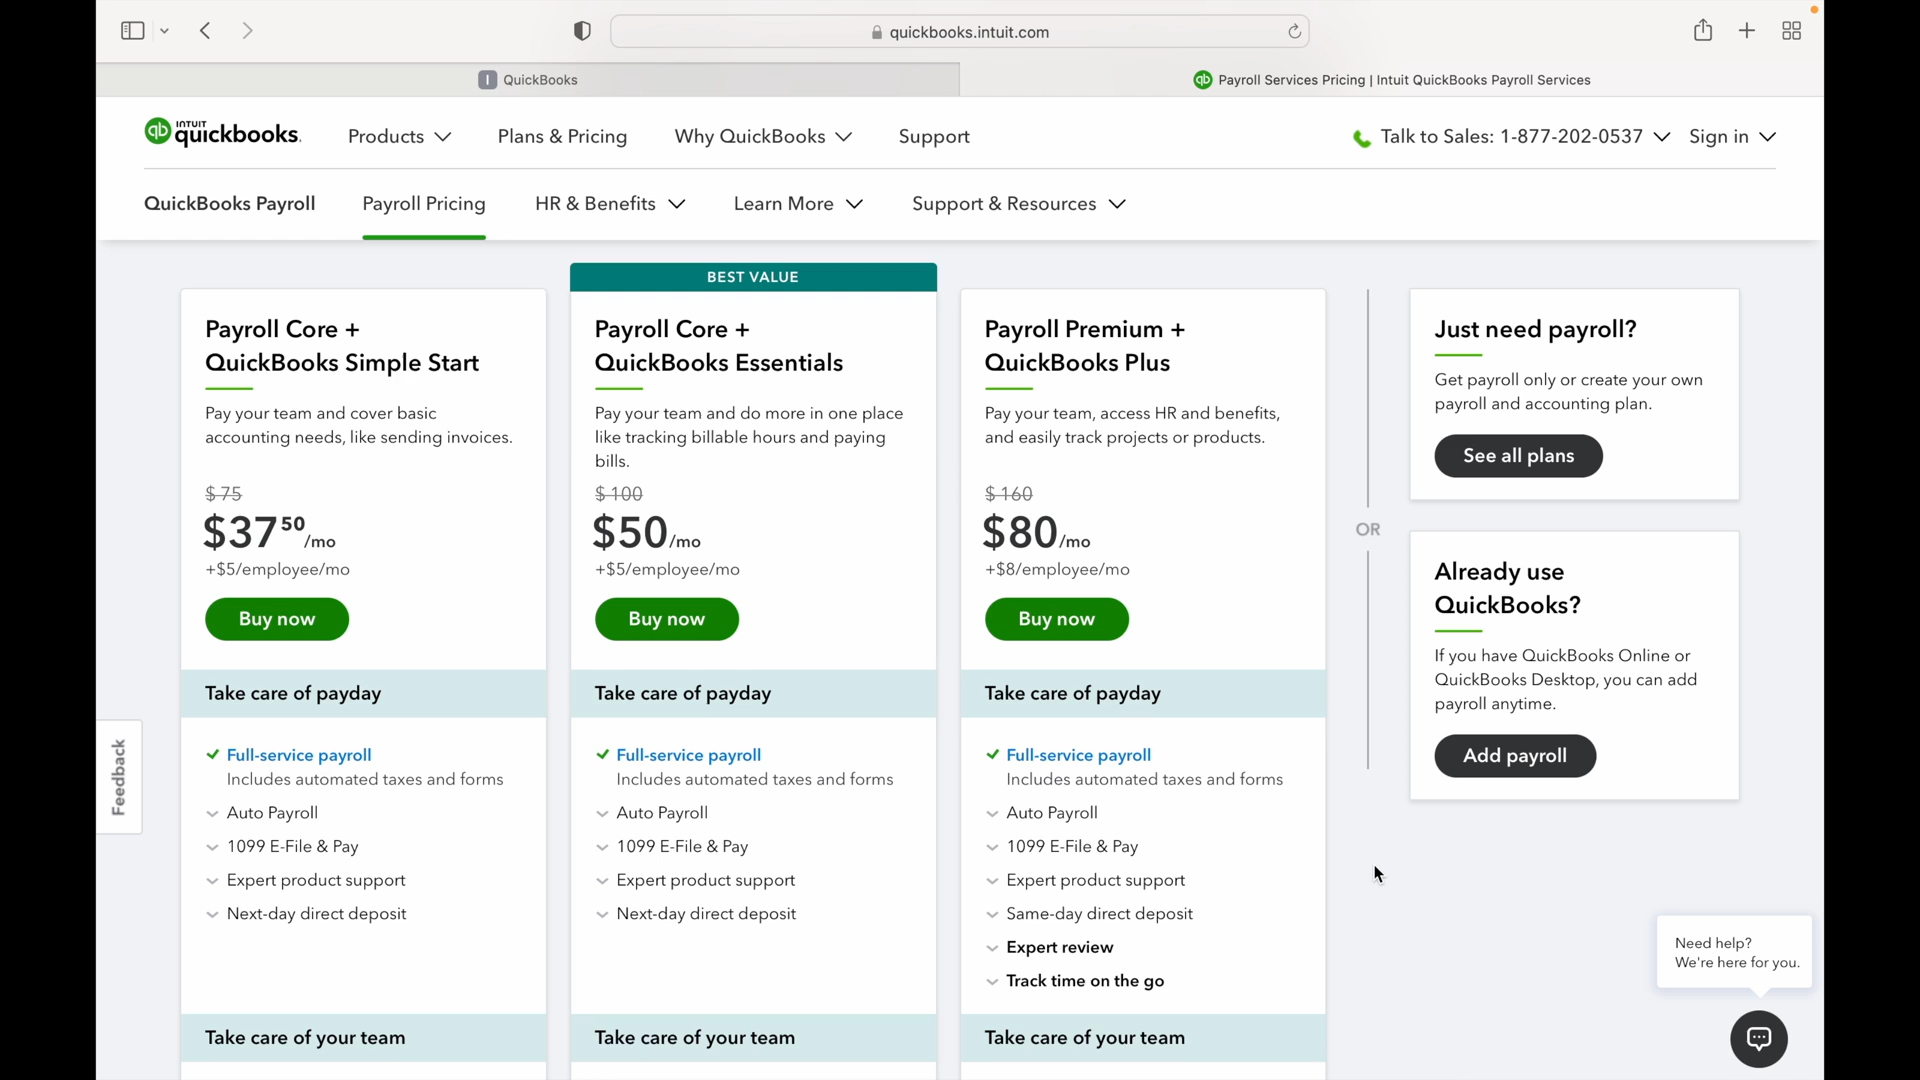 quickbooks.intuit.com
QuickBooks
Payroll Services Pricing | Intuit QuickBooks Payroll Services
INTUIT
quickbooks.
Products
Plans & Pricing
Why QuickBooks
Support
Talk to Sales: 1-877-202-0537
Sign in
QuickBooks Payroll
Payroll Pricing
HR & Benefits
Learn More
Support & Resources
BEST VALUE
Payroll Core +
QuickBooks Simple Start
Pay your team and cover basic
accounting needs, like sending invoices.
$ 75
$37 50 /mo
+$5/employee/mo
Buy now
Take care of payday
Full-service payroll
Includes automated taxes and forms
Auto Payroll
1099 E-File & Pay
Expert product support
Next-day direct deposit
Take care of your team
Payroll Core +
QuickBooks Essentials
Pay your team and do more in one place
like tracking billable hours and paying
bills.
$ 100
$50 /mo
+$5/employee/mo
Buy now
Take care of payday
Full-service payroll
Includes automated taxes and forms
Auto Payroll
1099 E-File & Pay
Expert product support
Next-day direct deposit
Take care of your team
Payroll Premium +
QuickBooks Plus
Pay your team, access HR and benefits,
and easily track projects or products.
$ 160
$80 /mo
+$8/employee/mo
Buy now
Take care of payday
Full-service payroll
Includes automated taxes and forms
Auto Payroll
1099 E-File & Pay
Expert product support
Same-day direct deposit
Expert review
Track time on the go
Take care of your team
OR
Just need payroll?
Get payroll only or create your own
payroll and accounting plan.
See all plans
Already use
QuickBooks?
If you have QuickBooks Online or
QuickBooks Desktop, you can add
payroll anytime.
Add payroll
Feedback
Need help?
We're here for you.